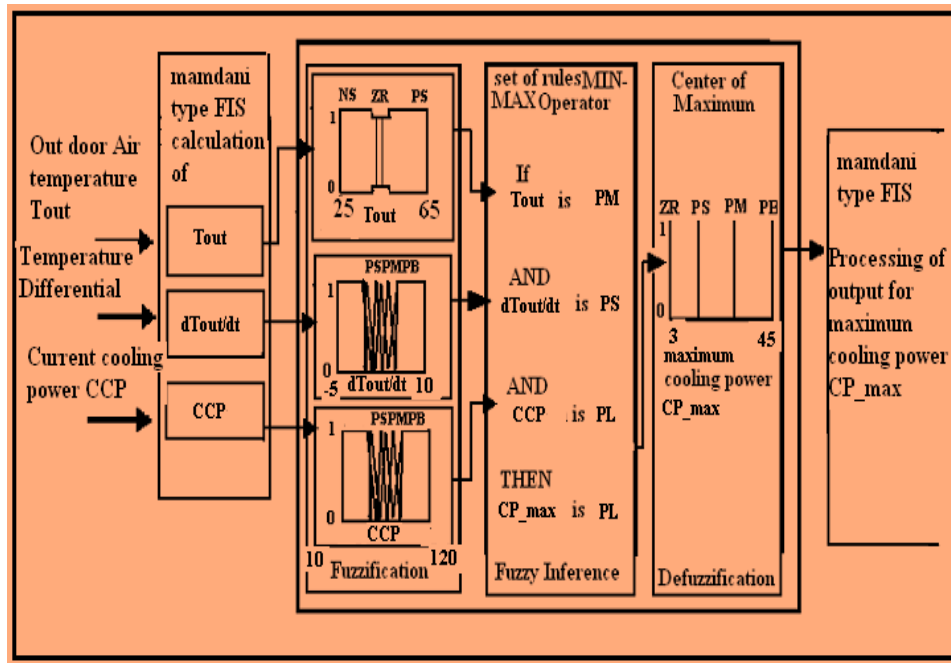 Out door Air
temperature
Tout
Temperature
Differential
Current cooling
power CCP
mamdani
type FIS
calculation
of
Tout
dTout/dt
CCP
NS ZR PS
1
0
25 65
Tout
PSPMPB
1
0
-5 dTout/dt 10
PSPMPB
1
0
CCP
10 120
Fuzzification
set of rules MIN-
MAX Operator
If
Tout is PM
AND
dTout/dt is PS
AND
CCP is PL
THEN
CP_max is PL
Fuzzy Inference
Center of
Maximum
ZR PS PM PB
1
0
3 45
maximum
cooling power
CP_max
Defuzzification
mamdani
type FIS
Processing of
output for
maximum
cooling power
CP_max